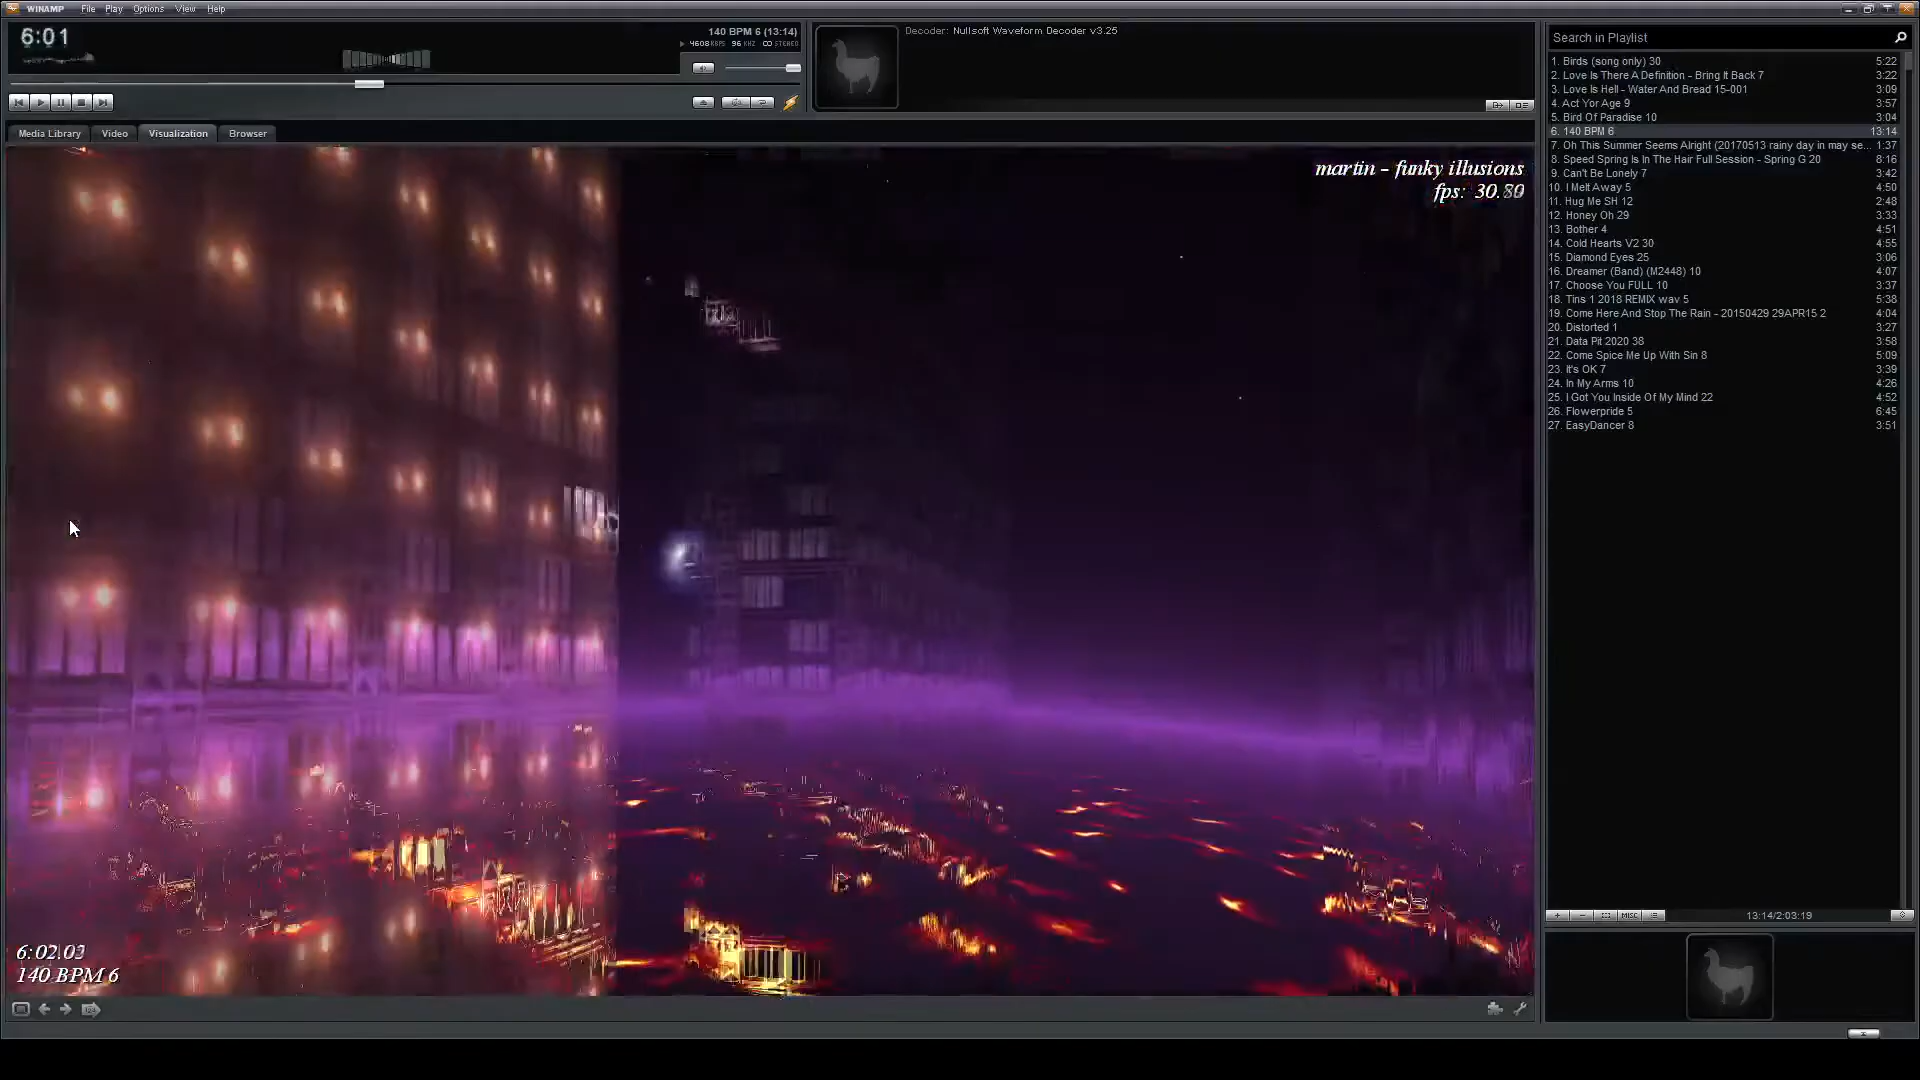 WINAMP File Play Options View Help
6:01
140 BPM 6 (13:14)
4608 KBPS 96 KHZ STEREO
Decoder: Nullsoft Waveform Decoder v3.25
Media Library Video Visualization Browser
martin - funky illusions
fps: 30.80
6:02.03
140 BPM 6
Search in Playlist
1. Birds (song only) 30 5:22
2. Love Is There A Definition - Bring It Back 7 3:22
3. Love Is Hell - Water And Bread 15-001 3:09
4. Act Yor Age 9 3:57
5. Bird Of Paradise 10 3:04
6. 140 BPM 6 13:14
7. Oh This Summer Seems Alright (20170513 rainy day in may se... 1:37
8. Speed Spring Is In The Hair Full Session - Spring G 20 8:16
9. Can't Be Lonely 7 3:42
10. I Melt Away 5 4:50
11. Hug Me SH 12 2:48
12. Honey Oh 29 3:33
13. Bother 4 4:51
14. Cold Hearts V2 30 4:55
15. Diamond Eyes 25 3:06
16. Dreamer (Band) (M2448) 10 4:07
17. Choose You FULL 10 3:37
18. Tins 1 2018 REMIX wav 5 5:38
19. Come Here And Stop The Rain - 20150429 29APR15 2 4:04
20. Distorted 1 3:27
21. Data Pit 2020 38 3:58
22. Come Spice Me Up With Sin 8 5:09
23. It's OK 7 3:39
24. In My Arms 10 4:26
25. I Got You Inside Of My Mind 22 4:52
26. Flowerpride 5 6:45
27. EasyDancer 8 3:51
MISC
13:14/2:03:19